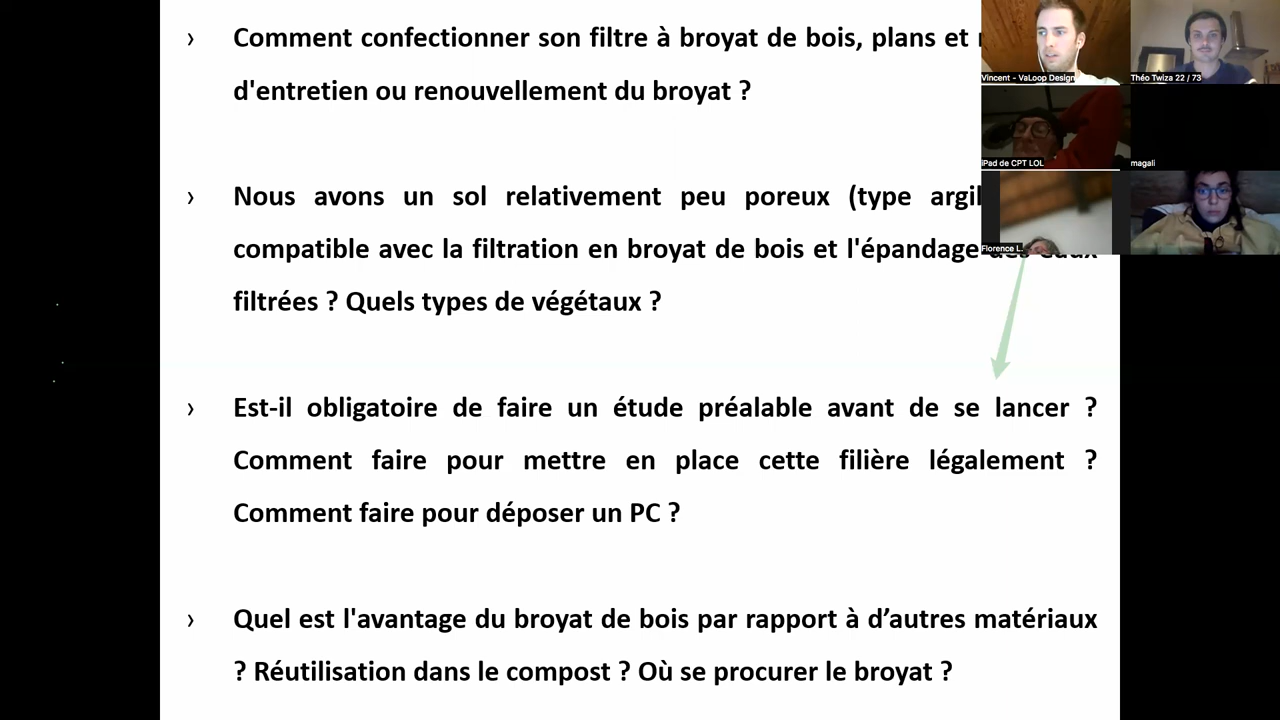 › Comment confectionner son filtre à broyat de bois, plans et
d'entretien ou renouvellement du broyat ?
› Nous avons un sol relativement peu poreux (type
compatible avec la filtration en broyat de bois et l'épandage des eaux
filtrées ? Quels types de végétaux ?
› Est-il obligatoire de faire un étude préalable avant de se lancer ?
Comment faire pour mettre en place cette filière légalement ?
Comment faire pour déposer un PC ?
› Quel est l'avantage du broyat de bois par rapport à d’autres matériaux
? Réutilisation dans le compost ? Où se procurer le broyat ?
Vincent - VaLoop Design
Théo Twiza 22 / 73
iPad de CPT LOL
magali
Florence L.